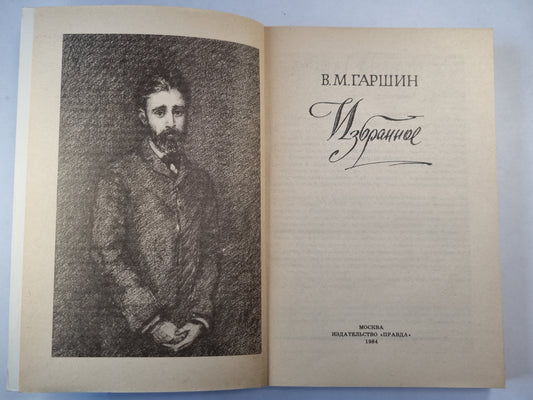 В.М.ГАРШИН
Избранное
МОСКВА
ИЗДАТЕЛЬСТВО «ПРАВДА»
1984